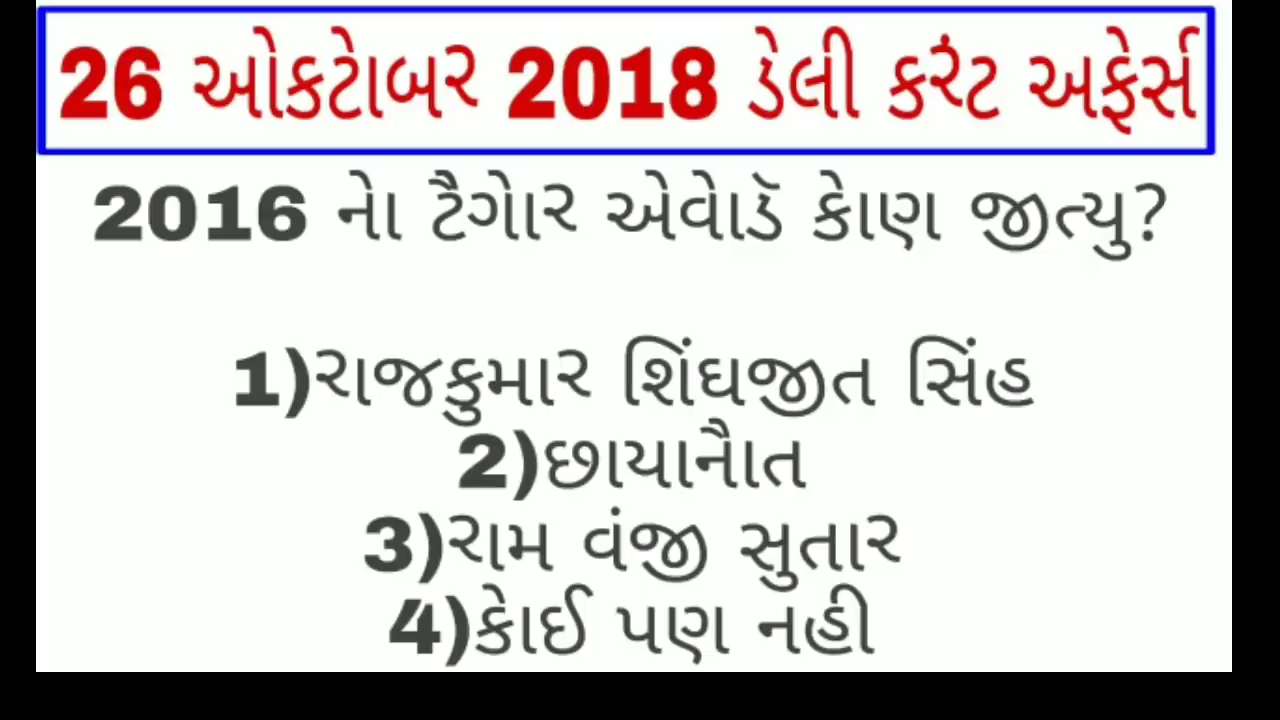 26 ઓકટોબર 2018 ડેલી કરંટ અફેર્સ
2016 નો ટૈગોર એવોર્ડ કોણ જીત્યુ?
1)રાજકુમાર શિંઘજીત સિંહ
2)છાયાનૌત
3)રામ વંજી સુતાર
4)કોઈ પણ નહી